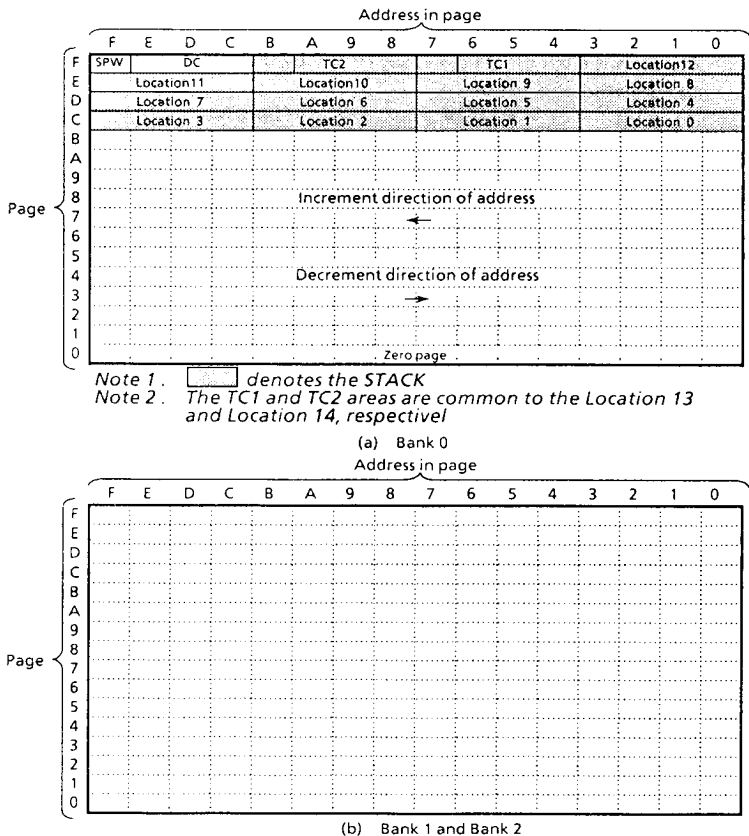 Address in page
F E D C B A 9 8 7 6 5 4 3 2 1 0
F SPW DC TC2 TC1 Location12
E Location11 Location10 Location 9 Location 8
D Location 7 Location 6 Location 5 Location 4
C Location 3 Location 2 Location 1 Location 0
B
A
9
8 Increment direction of address
Page
7 ←
6
5
4 Decrement direction of address
3 →
2
1
0 Zero page
Note 1. denotes the STACK
Note 2. The TC1 and TC2 areas are common to the Location 13
and Location 14, respectivel
(a) Bank 0
Address in page
F E D C B A 9 8 7 6 5 4 3 2 1 0
F
E
D
C
B
A
9
8
Page
7
6
5
4
3
2
1
0
(b) Bank 1 and Bank 2